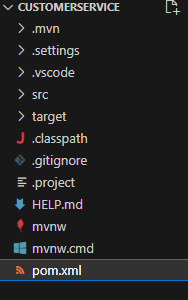 CUSTOMERSERVICE
.mvn
.settings
.vscode
src
target
.classpath
.gitignore
.project
HELP.md
mvnw
mvnw.cmd
pom.xml